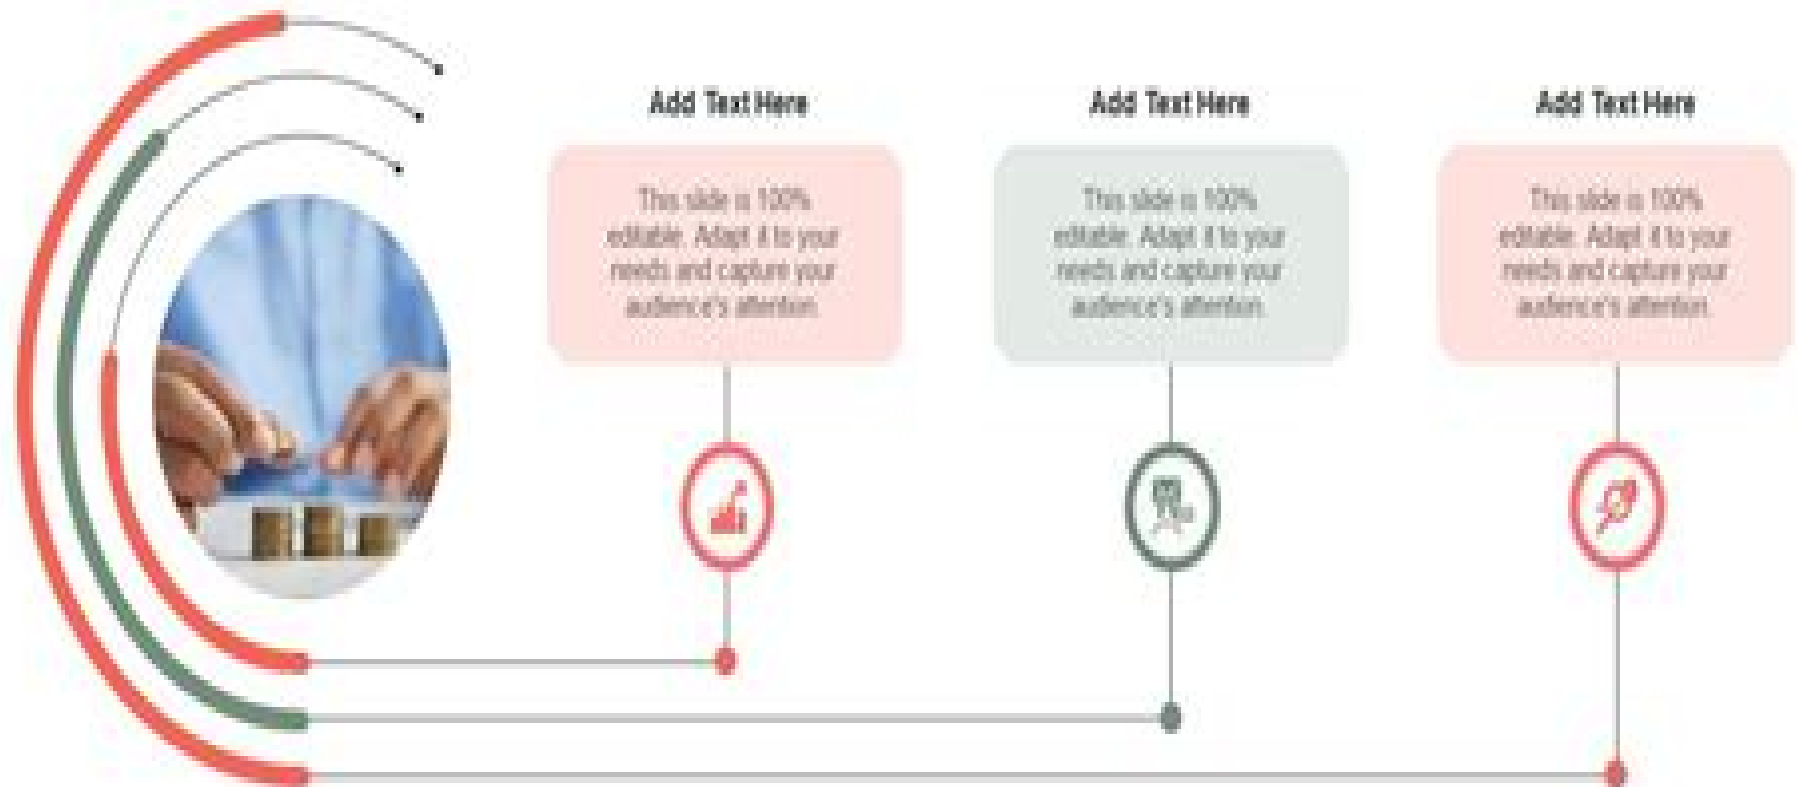 Add Text Here
This slide is 100%
editable. Adapt it to your
needs and capture your
audience's attention.
Add Text Here
This slide is 100%
editable. Adapt it to your
needs and capture your
audience's attention.
Add Text Here
This slide is 100%
editable. Adapt it to your
needs and capture your
audience's attention.